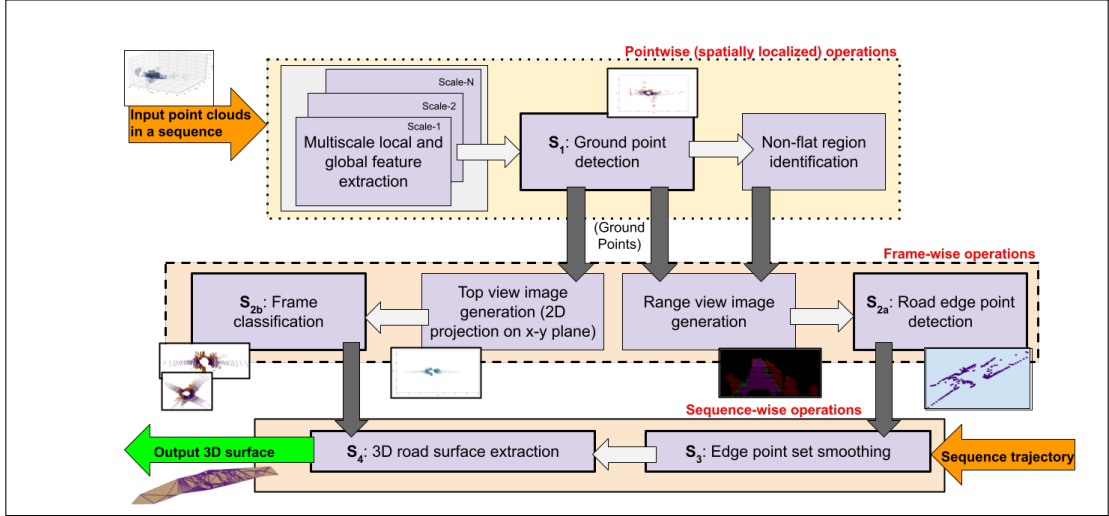 Pointwise (spatially localized) operations
Input point clouds
in a sequence
Scale-N
Scale-2
Scale-1
Multiscale local and
global feature
extraction
S1: Ground point
detection
Non-flat region
identification
(Ground
Points)
Frame-wise operations
S2b: Frame
classification
Top view image
generation (2D
projection on x-y plane)
Range view image
generation
S2a: Road edge point
detection
Sequence-wise operations
Output 3D surface
S4: 3D road surface extraction
S3: Edge point set smoothing
Sequence trajectory